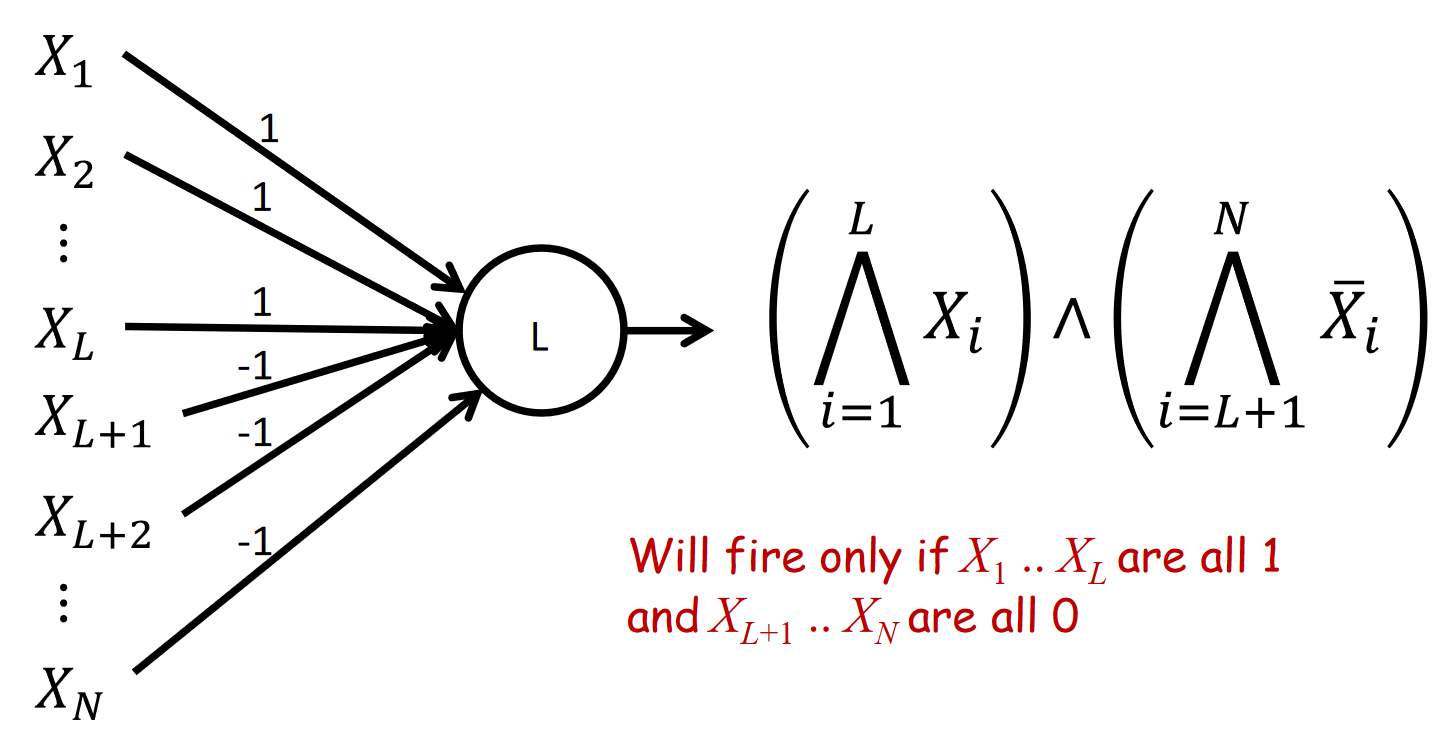 X₁
1
X₂
1
⋮
X_L
1
X_{L+1}
-1
X_{L+2}
-1
⋮
X_N
-1
L
(⋀_{i=1}^{L} X_i) ∧ (⋀_{i=L+1}^{N} X̄_i)
Will fire only if X₁ .. X_L are all 1
and X_{L+1} .. X_N are all 0